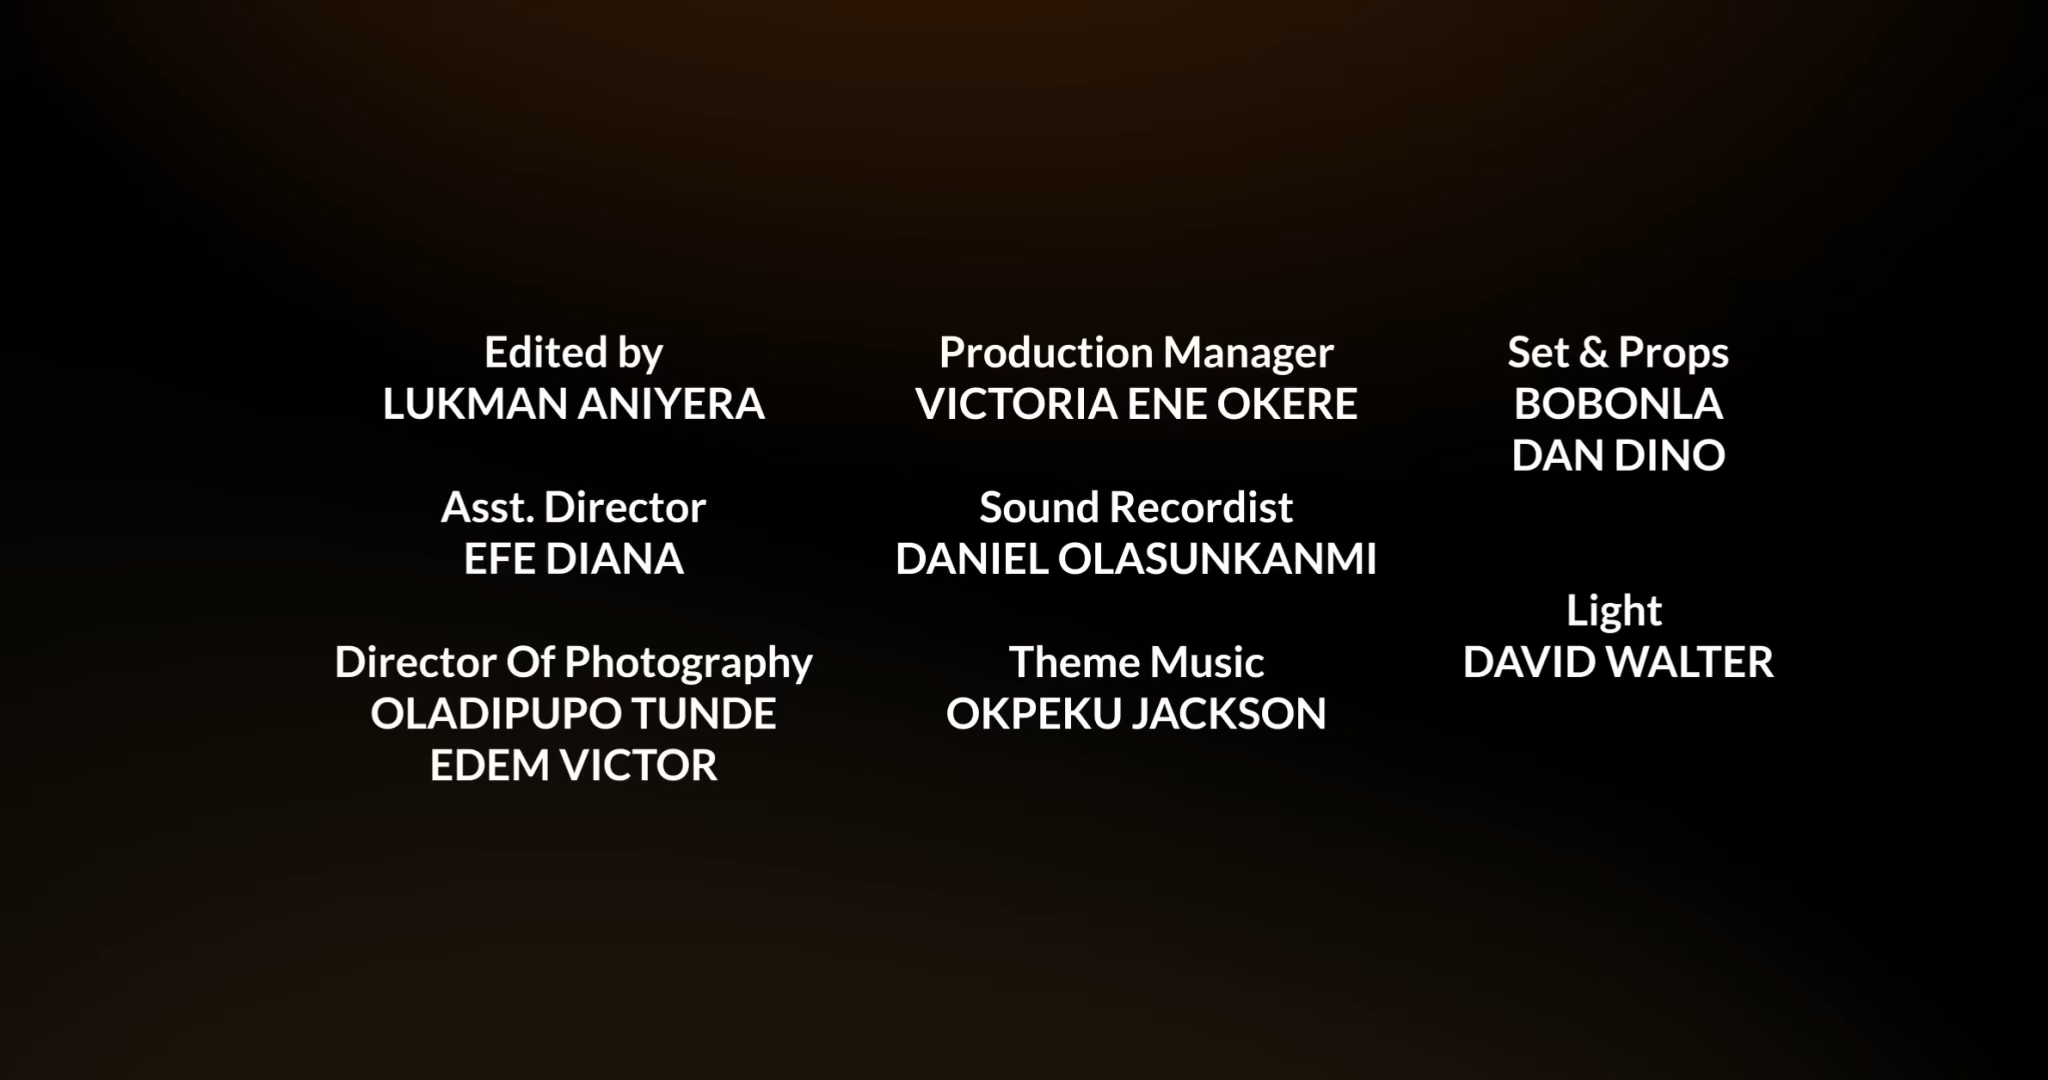 Edited by
LUKMAN ANIYERA
Asst. Director
EFE DIANA
Director Of Photography
OLADIPUPO TUNDE
EDEM VICTOR
Production Manager
VICTORIA ENE OKERE
Sound Recordist
DANIEL OLASUNKANMI
Theme Music
OKPEKU JACKSON
Set & Props
BOBONLA
DAN DINO
Light
DAVID WALTER